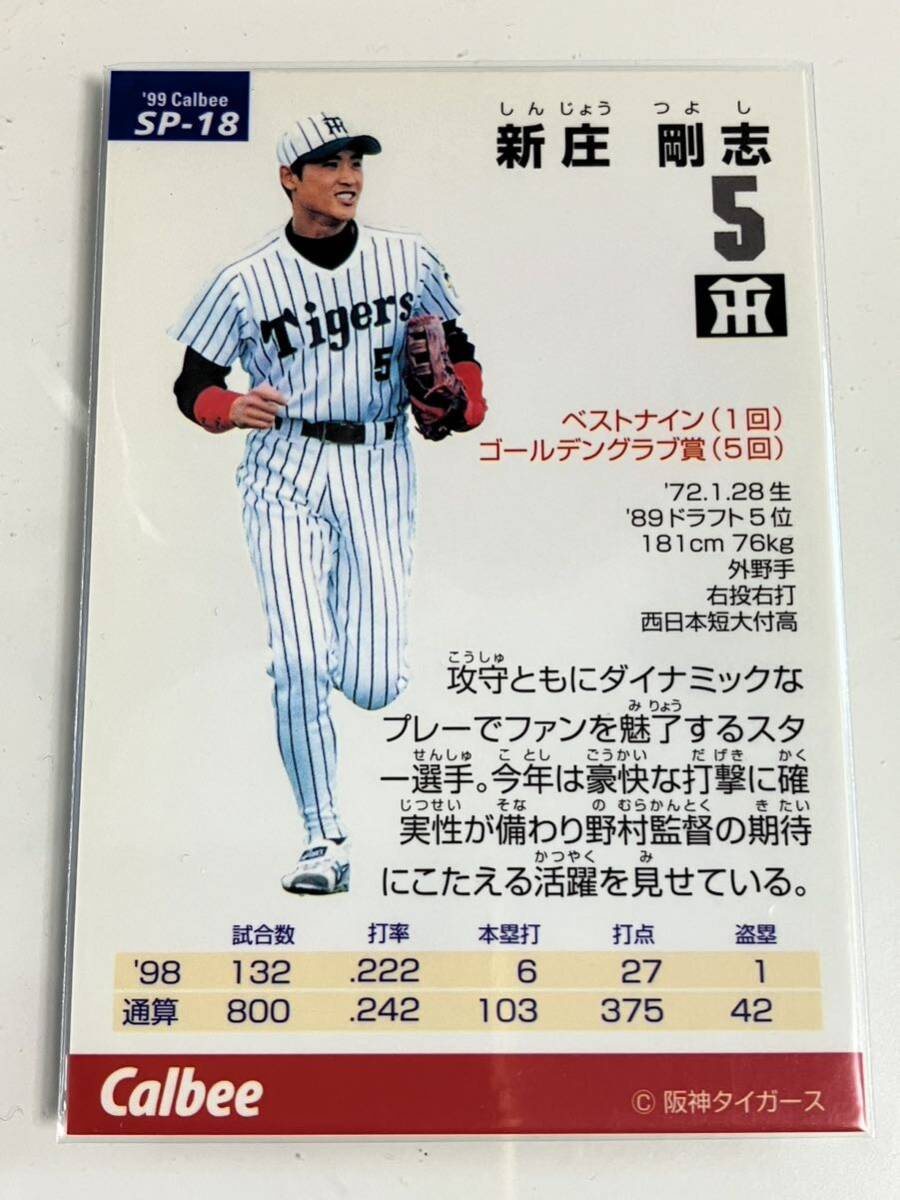 '99 Calbee
SP-18
しんじょう つよし
新庄 剛志
5
Tigers
5
ベストナイン(1回)
ゴールデングラブ賞(5回)
'72.1.28生
'89ドラフト5位
181cm 76kg
外野手
右投右打
西日本短大付高
こうしゅ
攻守ともにダイナミックな
みりょう
プレーでファンを魅了するスタ
せんしゅ ことし ごうかい だげき かく
ー選手。今年は豪快な打撃に確
じつせい そな のむらかんとく きたい
実性が備わり野村監督の期待
かつやく み
にこたえる活躍を見せている。
試合数 打率 本塁打 打点 盗塁
'98 132 .222 6 27 1
通算 800 .242 103 375 42
Calbee
© 阪神タイガース